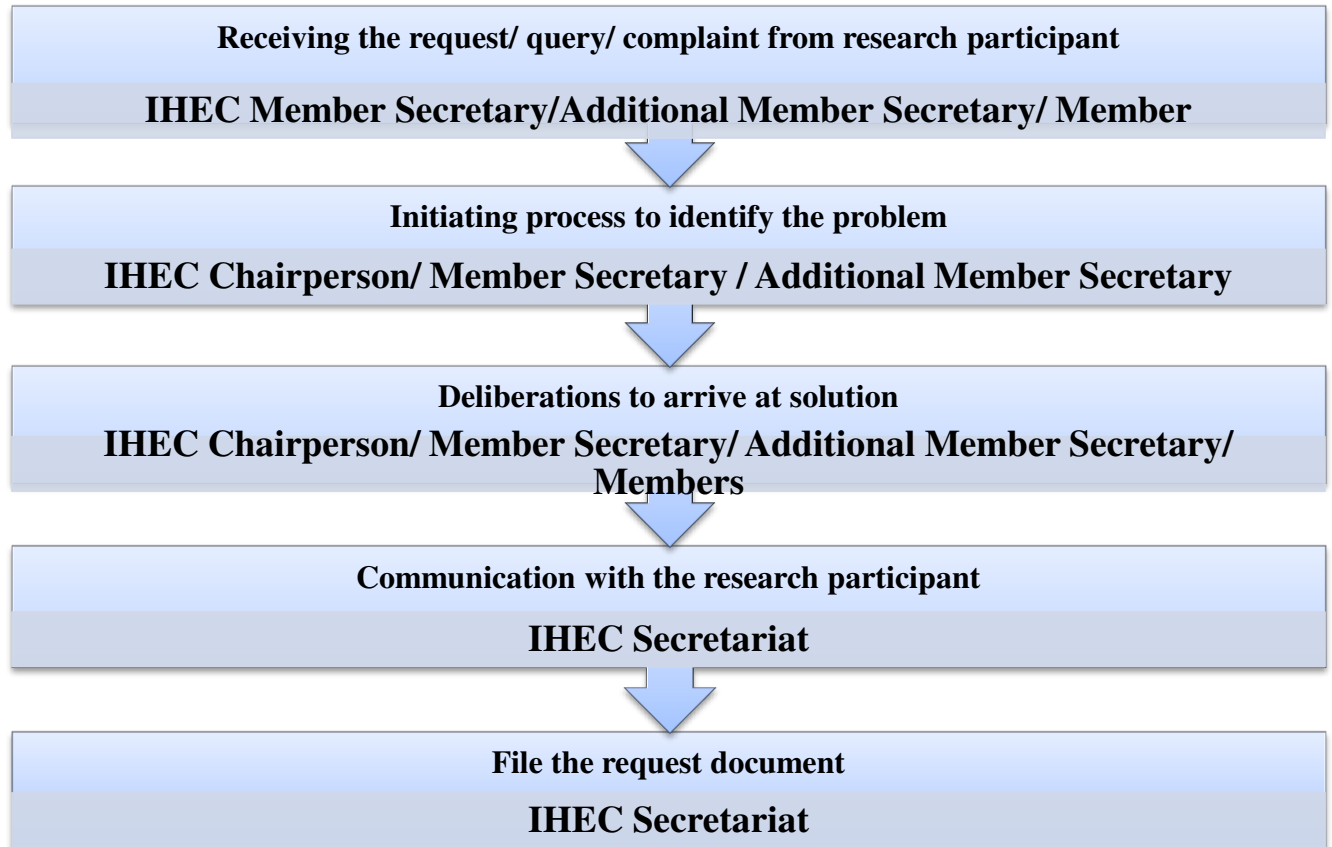 Receiving the request/ query/ complaint from research participant
IHEC Member Secretary/Additional Member Secretary/ Member
Initiating process to identify the problem
IHEC Chairperson/ Member Secretary / Additional Member Secretary
Deliberations to arrive at solution
IHEC Chairperson/ Member Secretary/ Additional Member Secretary/
Members
Communication with the research participant
IHEC Secretariat
File the request document
IHEC Secretariat